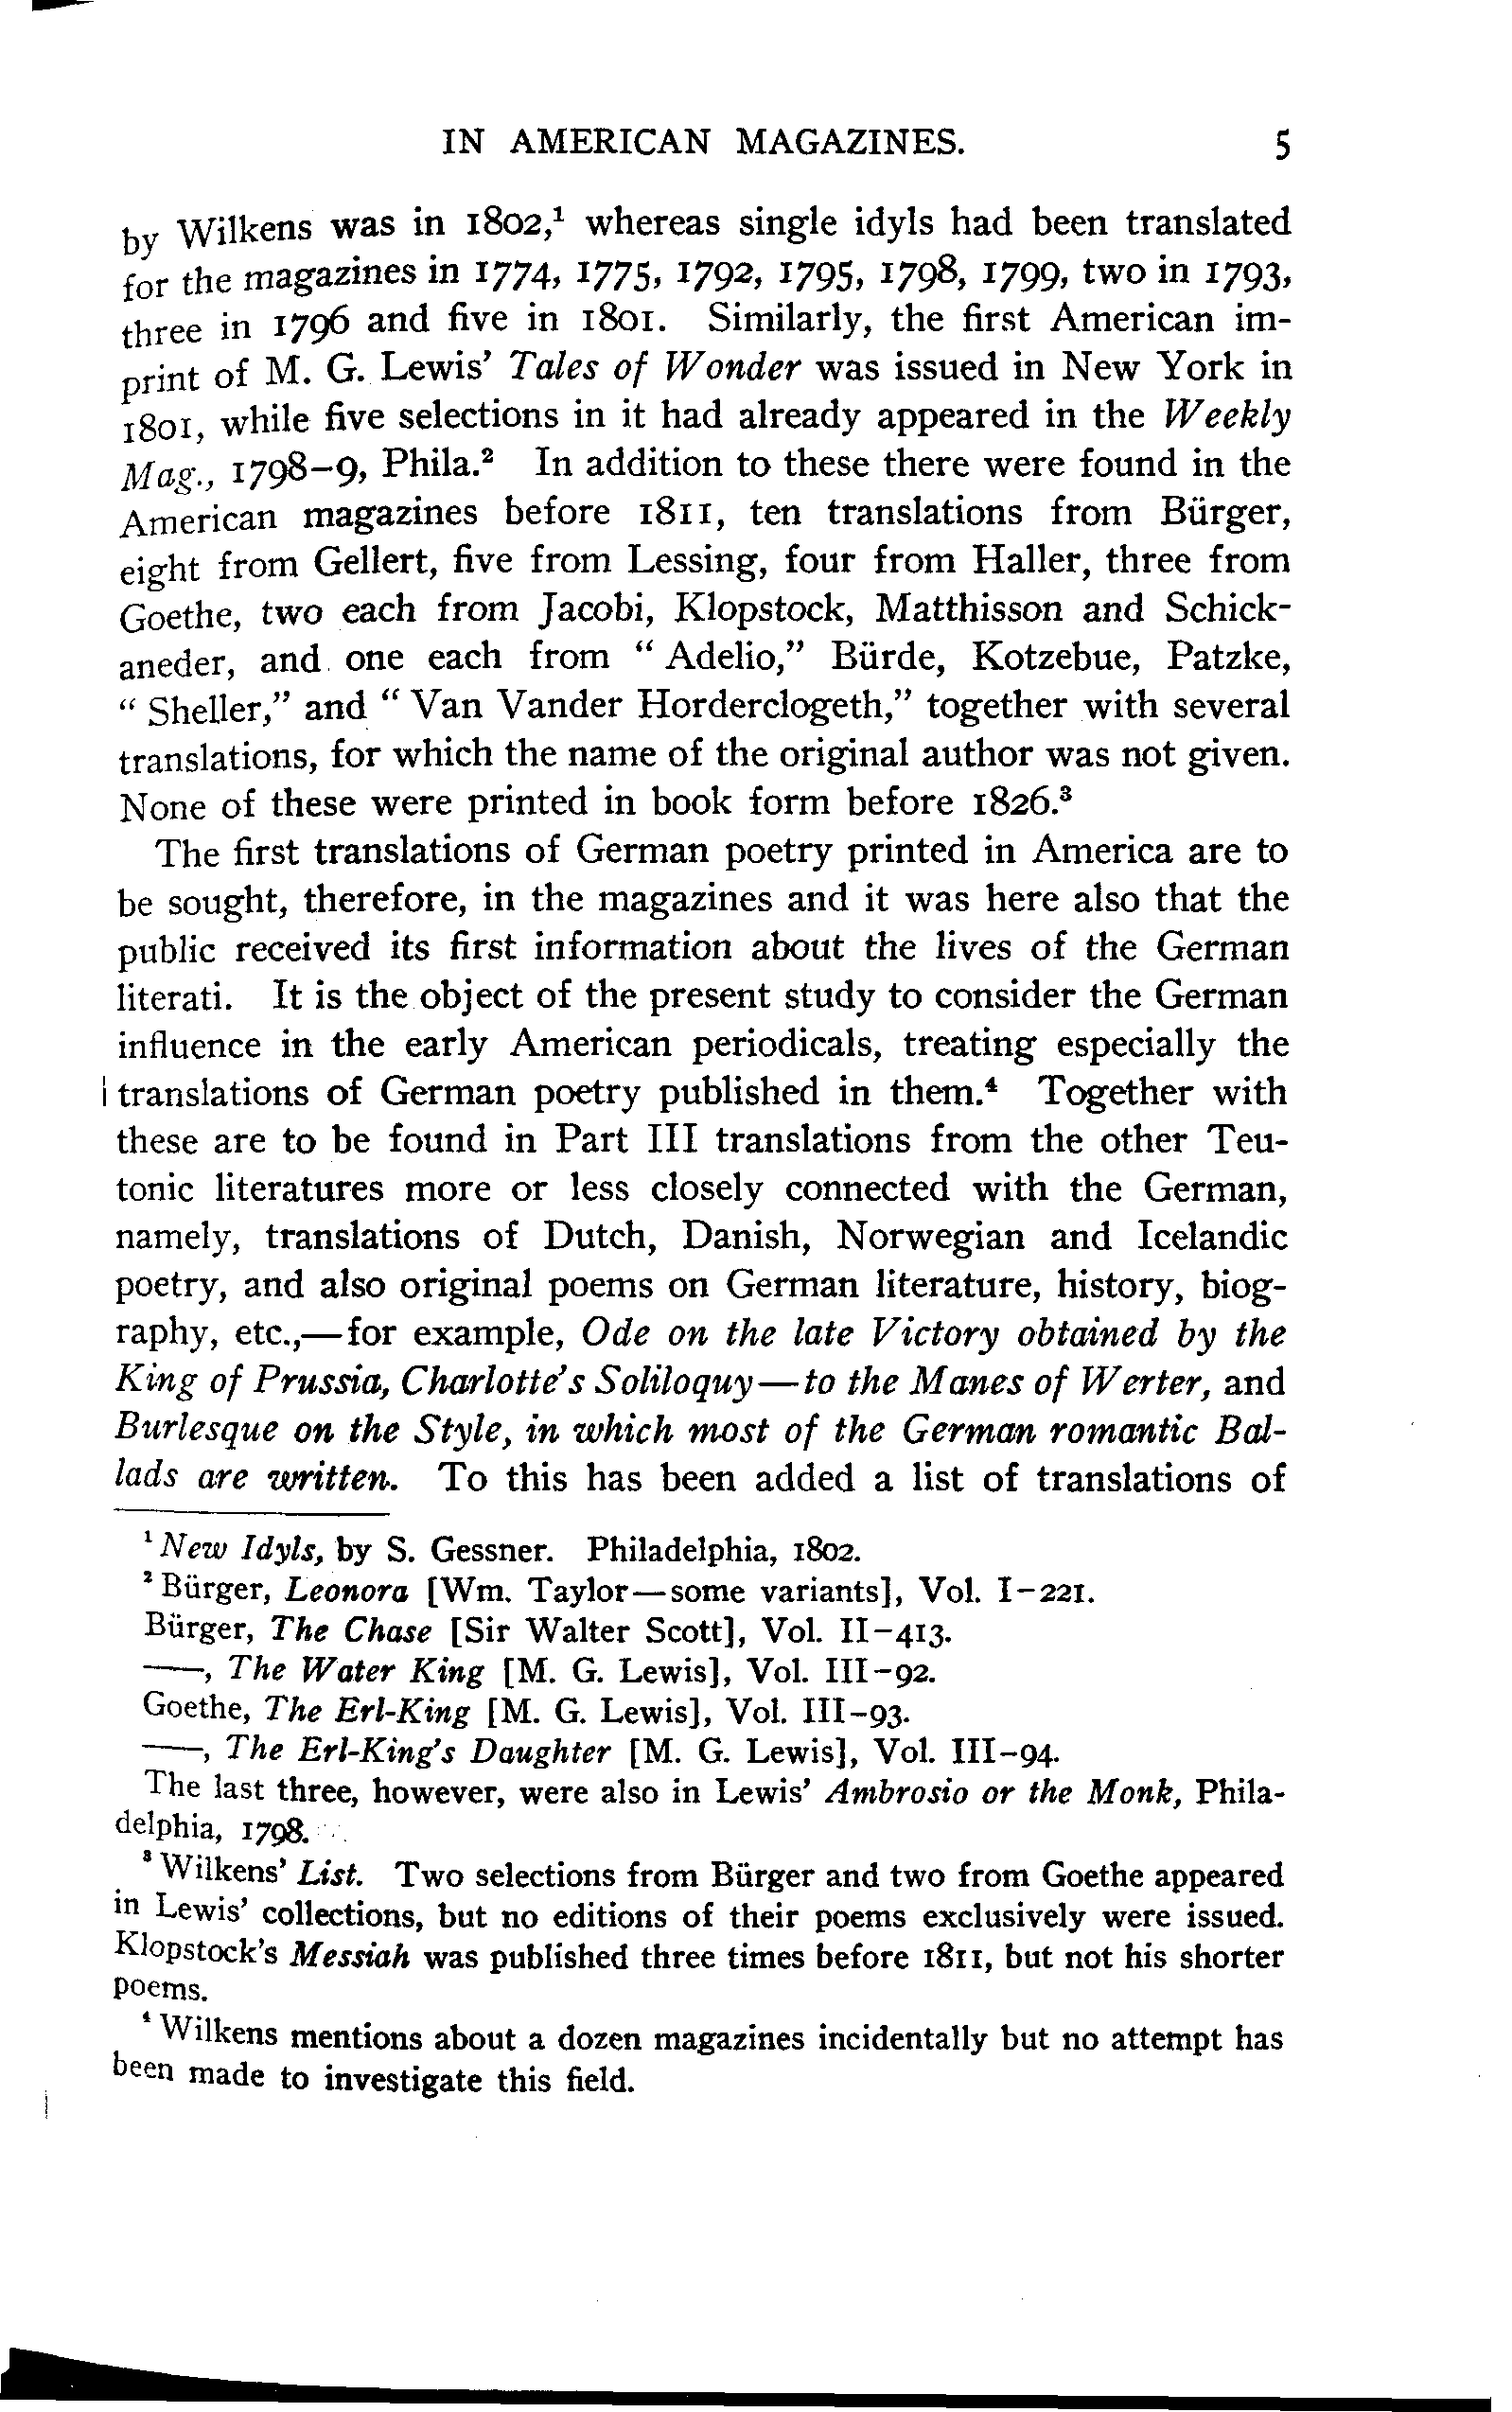 IN AMERICAN MAGAZINES. 5
by Wilkens was in 1802,¹ whereas single idyls had been translated
for the magazines in 1774, 1775, 1792, 1795, 1798, 1799, two in 1793,
three in 1796 and five in 1801. Similarly, the first American im-
print of M. G. Lewis’ Tales of Wonder was issued in New York in
1801, while five selections in it had already appeared in the Weekly
Mag., 1798–9, Phila.² In addition to these there were found in the
American magazines before 1811, ten translations from Bürger,
eight from Gellert, five from Lessing, four from Haller, three from
Goethe, two each from Jacobi, Klopstock, Matthisson and Schick-
aneder, and one each from “ Adelio,” Bürde, Kotzebue, Patzke,
“ Sheller,” and “ Van Vander Horderclogeth,” together with several
translations, for which the name of the original author was not given.
None of these were printed in book form before 1826.³
The first translations of German poetry printed in America are to
be sought, therefore, in the magazines and it was here also that the
public received its first information about the lives of the German
literati. It is the object of the present study to consider the German
influence in the early American periodicals, treating especially the
translations of German poetry published in them.⁴ Together with
these are to be found in Part III translations from the other Teu-
tonic literatures more or less closely connected with the German,
namely, translations of Dutch, Danish, Norwegian and Icelandic
poetry, and also original poems on German literature, history, biog-
raphy, etc.,—for example, Ode on the late Victory obtained by the
King of Prussia, Charlotte’s Soliloquy—to the Manes of Werter, and
Burlesque on the Style, in which most of the German romantic Bal-
lads are written. To this has been added a list of translations of
¹ New Idyls, by S. Gessner. Philadelphia, 1802.
² Bürger, Leonora [Wm. Taylor—some variants], Vol. I–221.
Bürger, The Chase [Sir Walter Scott], Vol. II–413.
——, The Water King [M. G. Lewis], Vol. III–92.
Goethe, The Erl-King [M. G. Lewis], Vol. III–93.
——, The Erl-King’s Daughter [M. G. Lewis], Vol. III–94.
The last three, however, were also in Lewis’ Ambrosio or the Monk, Phila-
delphia, 1798.
³ Wilkens’ List. Two selections from Bürger and two from Goethe appeared
in Lewis’ collections, but no editions of their poems exclusively were issued.
Klopstock’s Messiah was published three times before 1811, but not his shorter
poems.
⁴ Wilkens mentions about a dozen magazines incidentally but no attempt has
been made to investigate this field.